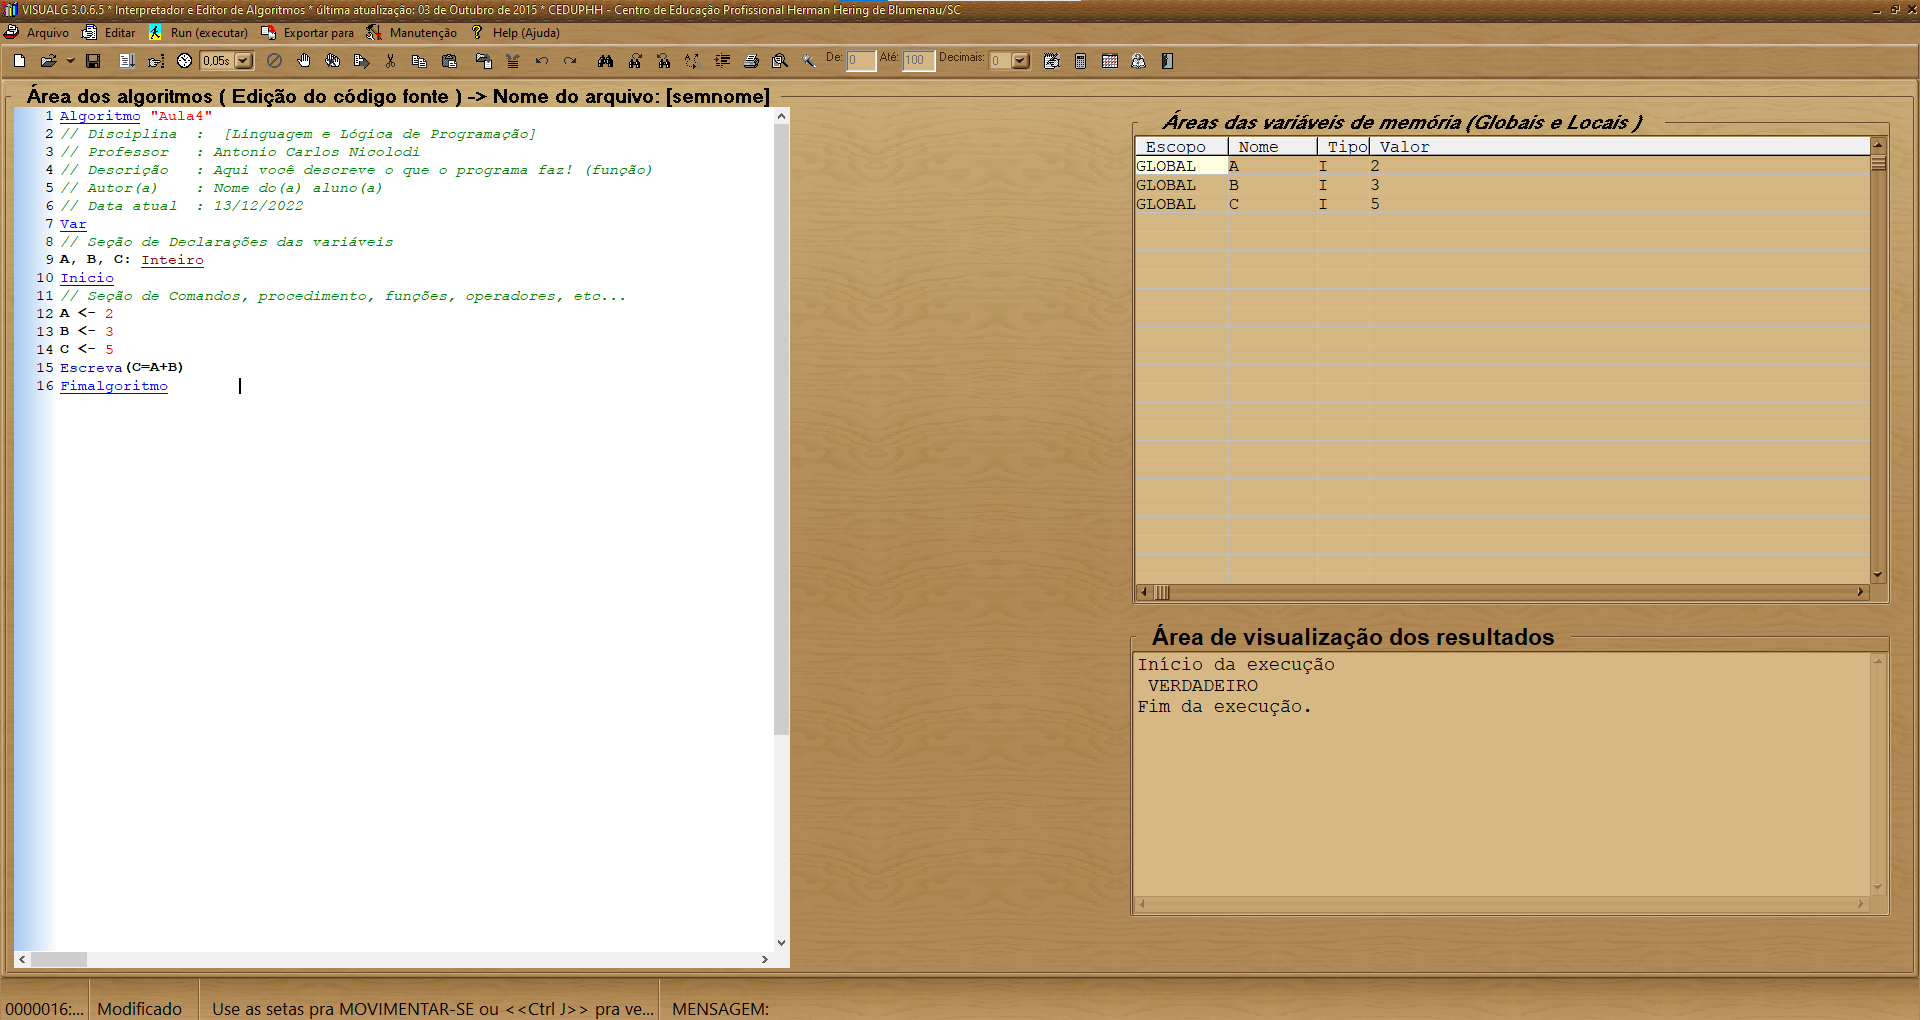 VISUALG 3.0.6.5 * Interpretador e Editor de Algoritmos * última atualização: 03 de Outubro de 2015 * CEDUPHH - Centro de Educação Profissional Herman Hering de Blumenau/SC
Arquivo Editar Run (executar) Exportar para Manutenção Help (Ajuda)
0,05s De: 0 Até: 100 Decimais: 0
Área dos algoritmos ( Edição do código fonte ) -> Nome do arquivo: [semnome]
1 Algoritmo "Aula4"
2 // Disciplina : [Linguagem e Lógica de Programação]
3 // Professor : Antonio Carlos Nicolodi
4 // Descrição : Aqui você descreve o que o programa faz! (função)
5 // Autor(a) : Nome do(a) aluno(a)
6 // Data atual : 13/12/2022
7 Var
8 // Seção de Declarações das variáveis
9 A, B, C: Inteiro
10 Inicio
11 // Seção de Comandos, procedimento, funções, operadores, etc...
12 A <- 2
13 B <- 3
14 C <- 5
15 Escreva(C=A+B)
16 Fimalgoritmo
Áreas das variáveis de memória (Globais e Locais )
Escopo Nome Tipo Valor
GLOBAL A I 2
GLOBAL B I 3
GLOBAL C I 5
Área de visualização dos resultados
Início da execução
VERDADEIRO
Fim da execução.
0000016:... Modificado Use as setas pra MOVIMENTAR-SE ou <<Ctrl J>> pra ve... MENSAGEM: